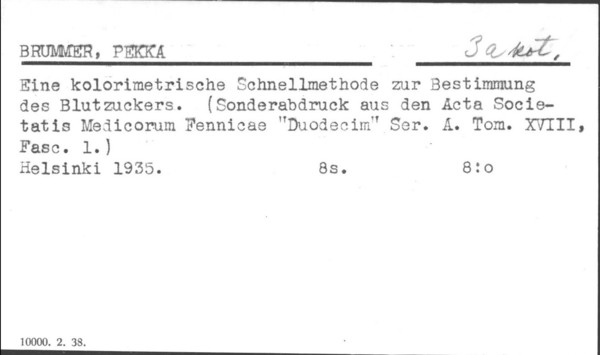 BRUMMER, PEKKA 3a kot.
Eine kolorimetrische Schnellmethode zur Bestimmung
des Blutzuckers. (Sonderabdruck aus den Acta Socie-
tatis Medicorum Fennicae "Duodecim" Ser. A. Tom. XVIII,
Fasc. 1.)
Helsinki 1935. 8s. 8:o
10000. 2. 38.